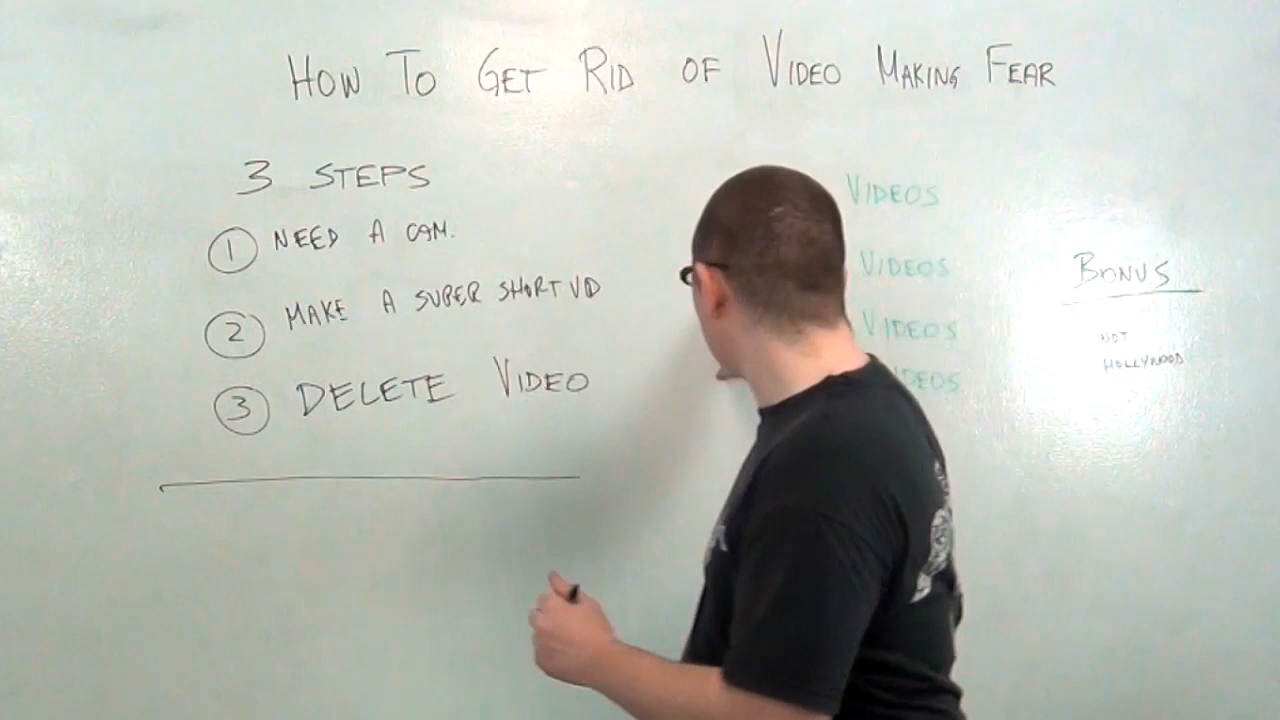 How To Get Rid of Video Making Fear
3 STEPS
1 NEED A CAM.
2 MAKE A SUPER SHORT VD
3 DELETE VIDEO
VIDEOS
VIDEOS
VIDEOS
DEOS
BONUS
NOT
HOLLYWOOD